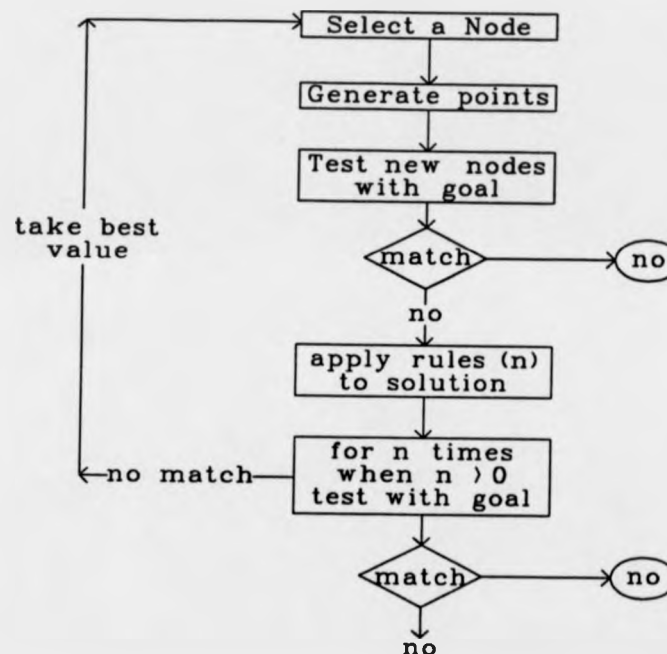 Select a Node
Generate points
Test new nodes
with goal
take best
value
match
no
no
apply rules (n)
to solution
for n times
when n > 0
test with goal
no match
match
no
no